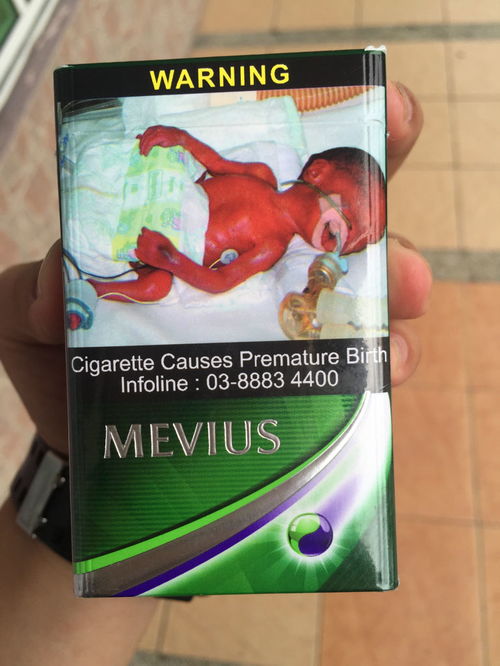 WARNING
Cigarette Causes Premature Birth
Infoline : 03-8883 4400
MEVIUS